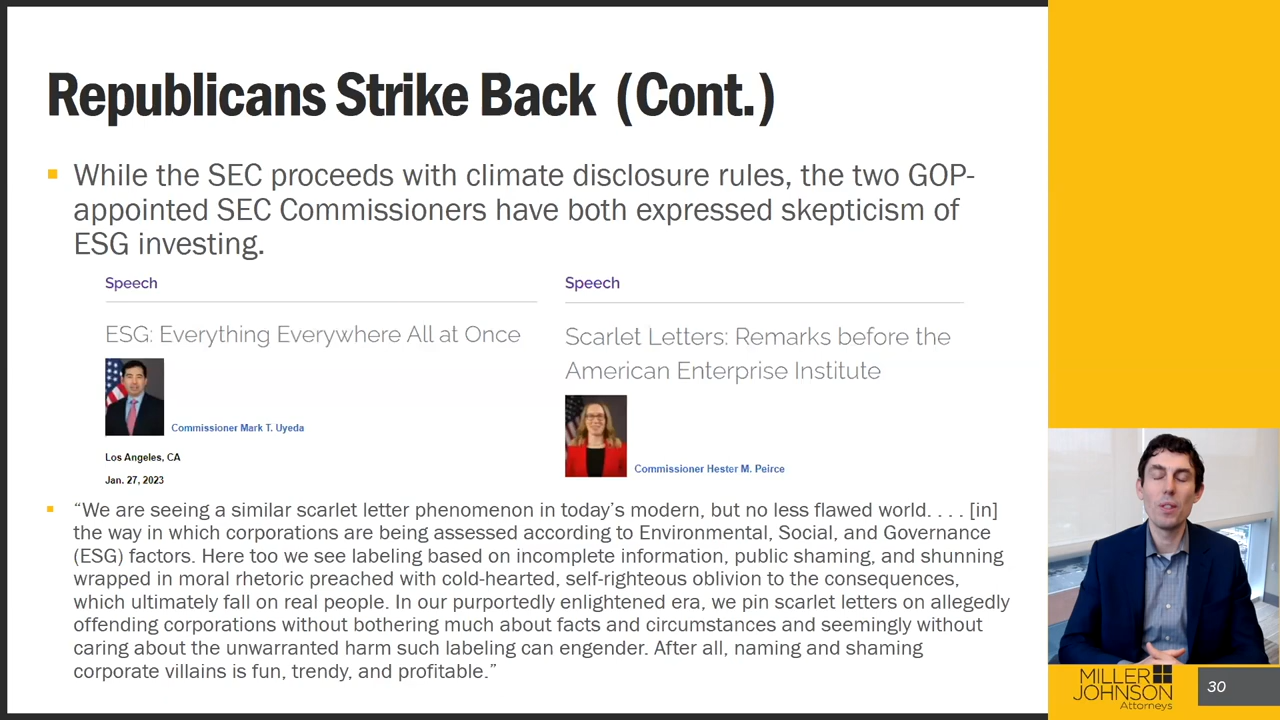 Republicans Strike Back (Cont.)
While the SEC proceeds with climate disclosure rules, the two GOP-
appointed SEC Commissioners have both expressed skepticism of
ESG investing.
Speech
ESG: Everything Everywhere All at Once
Commissioner Mark T. Uyeda
Los Angeles, CA
Jan. 27, 2023
Speech
Scarlet Letters: Remarks before the
American Enterprise Institute
Commissioner Hester M. Peirce
“We are seeing a similar scarlet letter phenomenon in today’s modern, but no less flawed world. . . . [in]
the way in which corporations are being assessed according to Environmental, Social, and Governance
(ESG) factors. Here too we see labeling based on incomplete information, public shaming, and shunning
wrapped in moral rhetoric preached with cold-hearted, self-righteous oblivion to the consequences,
which ultimately fall on real people. In our purportedly enlightened era, we pin scarlet letters on allegedly
offending corporations without bothering much about facts and circumstances and seemingly without
caring about the unwarranted harm such labeling can engender. After all, naming and shaming
corporate villains is fun, trendy, and profitable.”
MILLER
JOHNSON
Attorneys
30